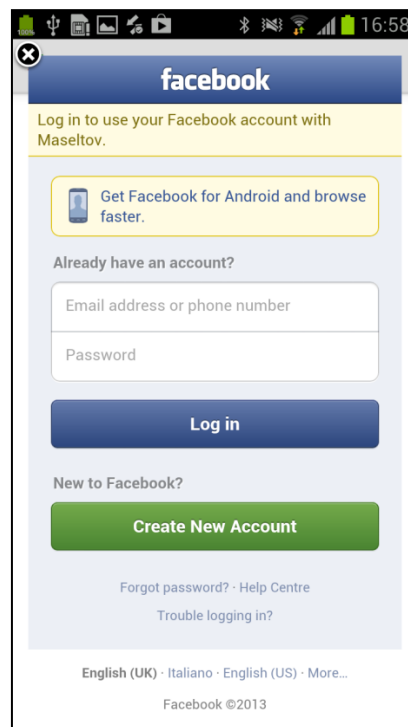 100%
16:58
facebook
Log in to use your Facebook account with
Maseltov.
Get Facebook for Android and browse
faster.
Already have an account?
Email address or phone number
Password
Log in
New to Facebook?
Create New Account
Forgot password? · Help Centre
Trouble logging in?
English (UK) · Italiano · English (US) · More...
Facebook ©2013